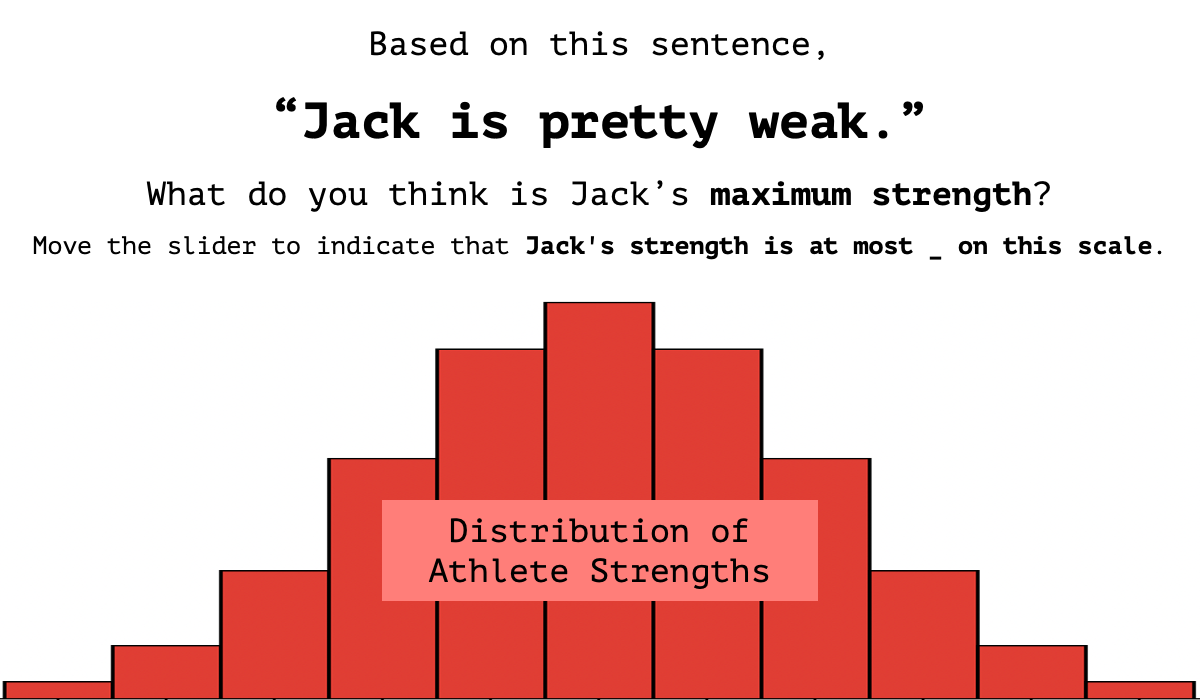 Based on this sentence,
“Jack is pretty weak.”
What do you think is Jack’s maximum strength?
Move the slider to indicate that Jack's strength is at most _ on this scale.
Distribution of
Athlete Strengths